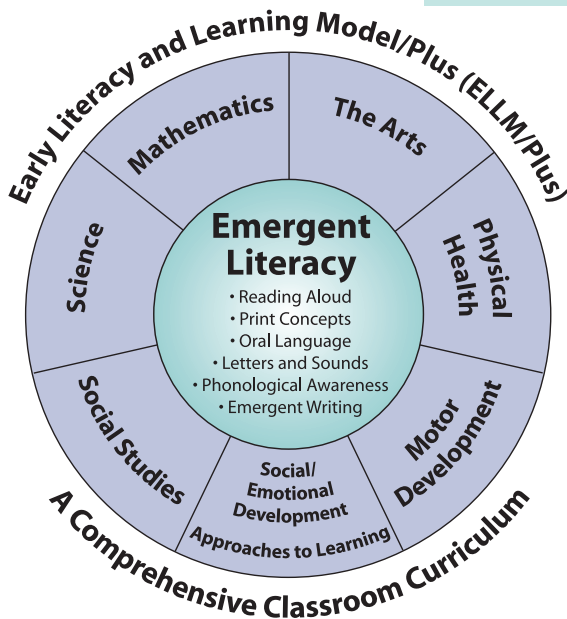 Early Literacy and Learning Model/Plus (ELLM/Plus)
Mathematics
The Arts
Physical
Health
Motor
Development
Social/
Emotional
Development
Approaches to Learning
Social Studies
Science
Emergent
Literacy
• Reading Aloud
• Print Concepts
• Oral Language
• Letters and Sounds
• Phonological Awareness
• Emergent Writing
A Comprehensive Classroom Curriculum